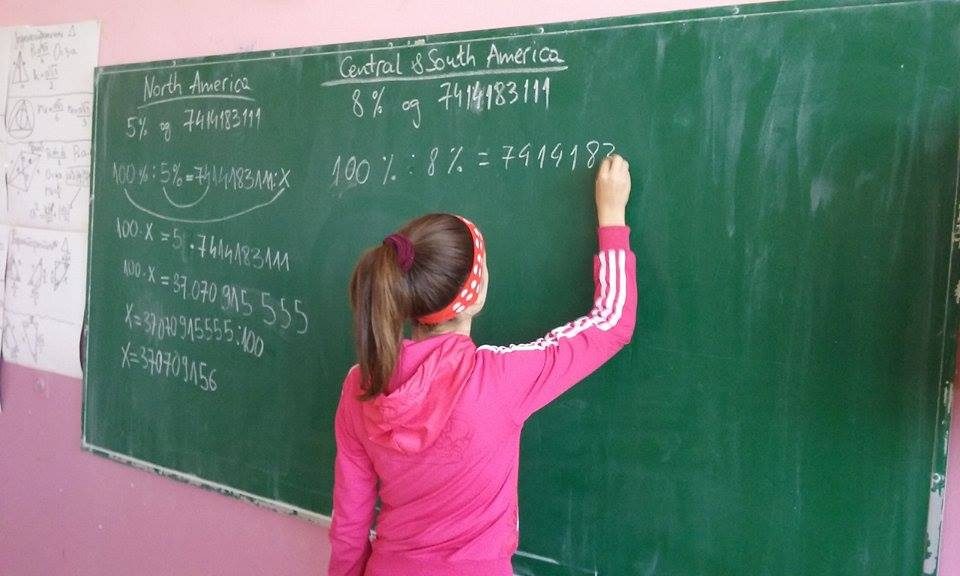 North America
5% og 7414183111
100%:5%=7414183111:X
100·X=5·7414183111
100·X=37.070 915 555
X=37070915555:100
X=370709156
Central & South America
8% og 7414183111
100%:8%=7414183